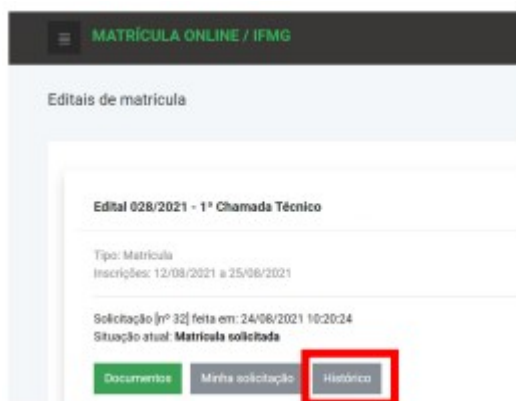 MATRÍCULA ONLINE / IFMG
Editais de matrícula
Edital 028/2021 - 1ª Chamada Técnico
Tipo: Matrícula
Inscrições: 12/08/2021 a 25/08/2021
Solicitação [nº 32] feita em: 24/08/2021 10:20:24
Situação atual: Matrícula solicitada
Documentos Minha solicitação Histórico